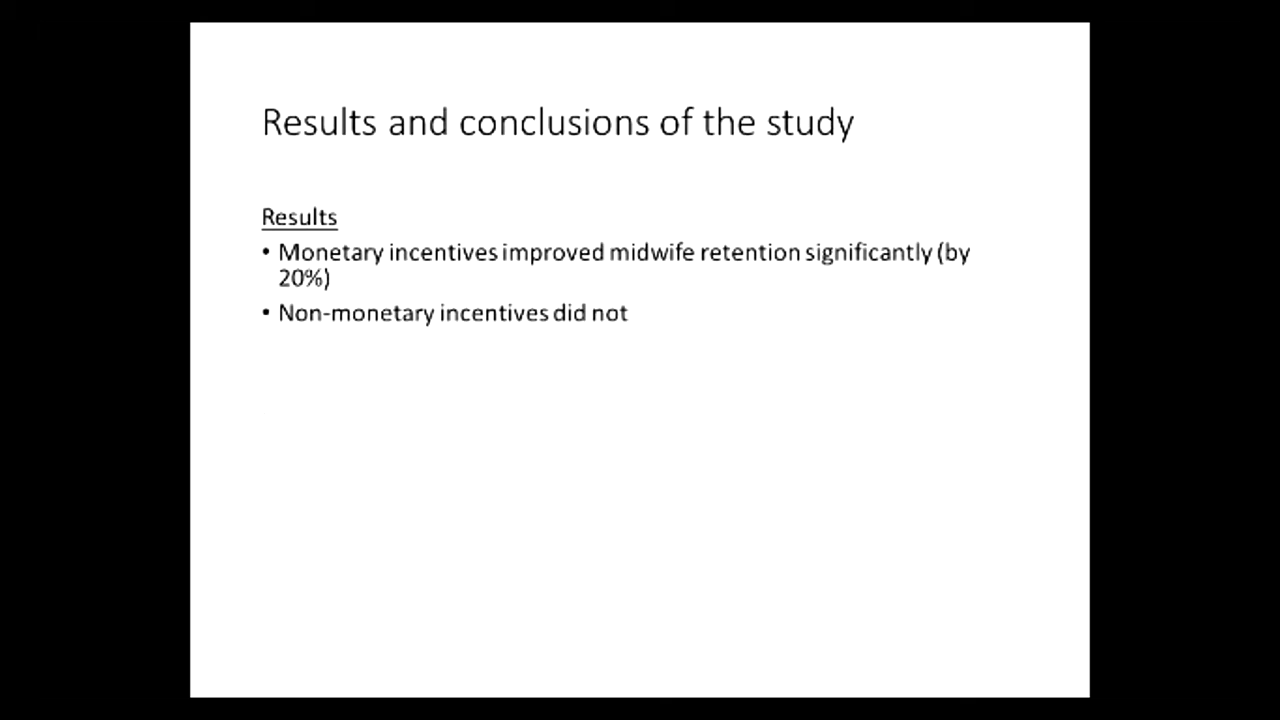 Results and conclusions of the study
Results
• Monetary incentives improved midwife retention significantly (by
20%)
• Non-monetary incentives did not